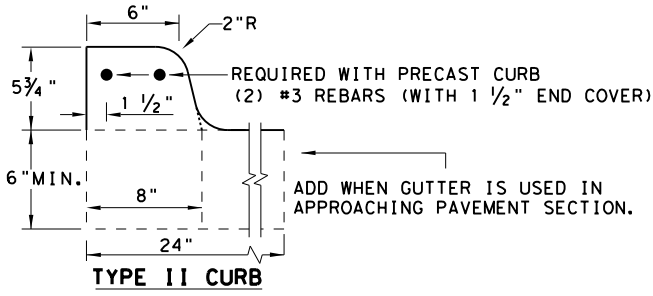 6"
2"R
5¾"
REQUIRED WITH PRECAST CURB
(2) #3 REBARS (WITH 1 ½" END COVER)
1 ½"
6"MIN.
8"
ADD WHEN GUTTER IS USED IN
APPROACHING PAVEMENT SECTION.
24"
TYPE II CURB